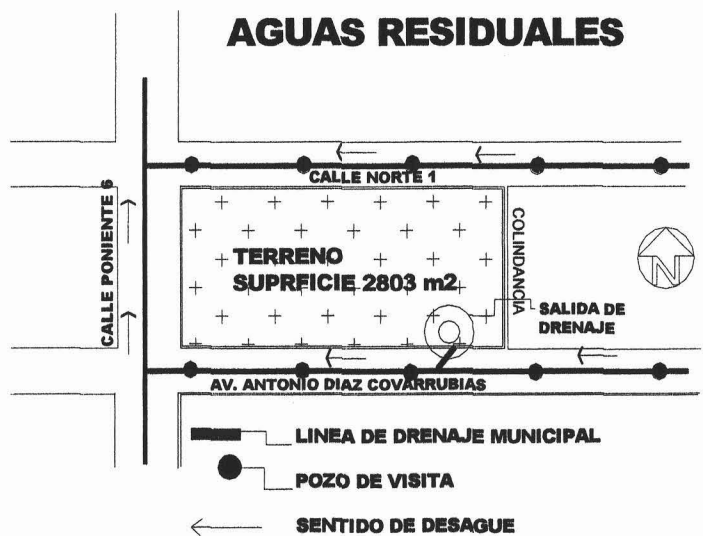 AGUAS RESIDUALES
CALLE NORTE 1
CALLE PONIENTE 6
TERRENO
SUPRFICIE 2803 m2
COLINDANCIA
N
SALIDA DE
DRENAJE
AV. ANTONIO DIAZ COVARRUBIAS
LINEA DE DRENAJE MUNICIPAL
POZO DE VISITA
SENTIDO DE DESAGUE